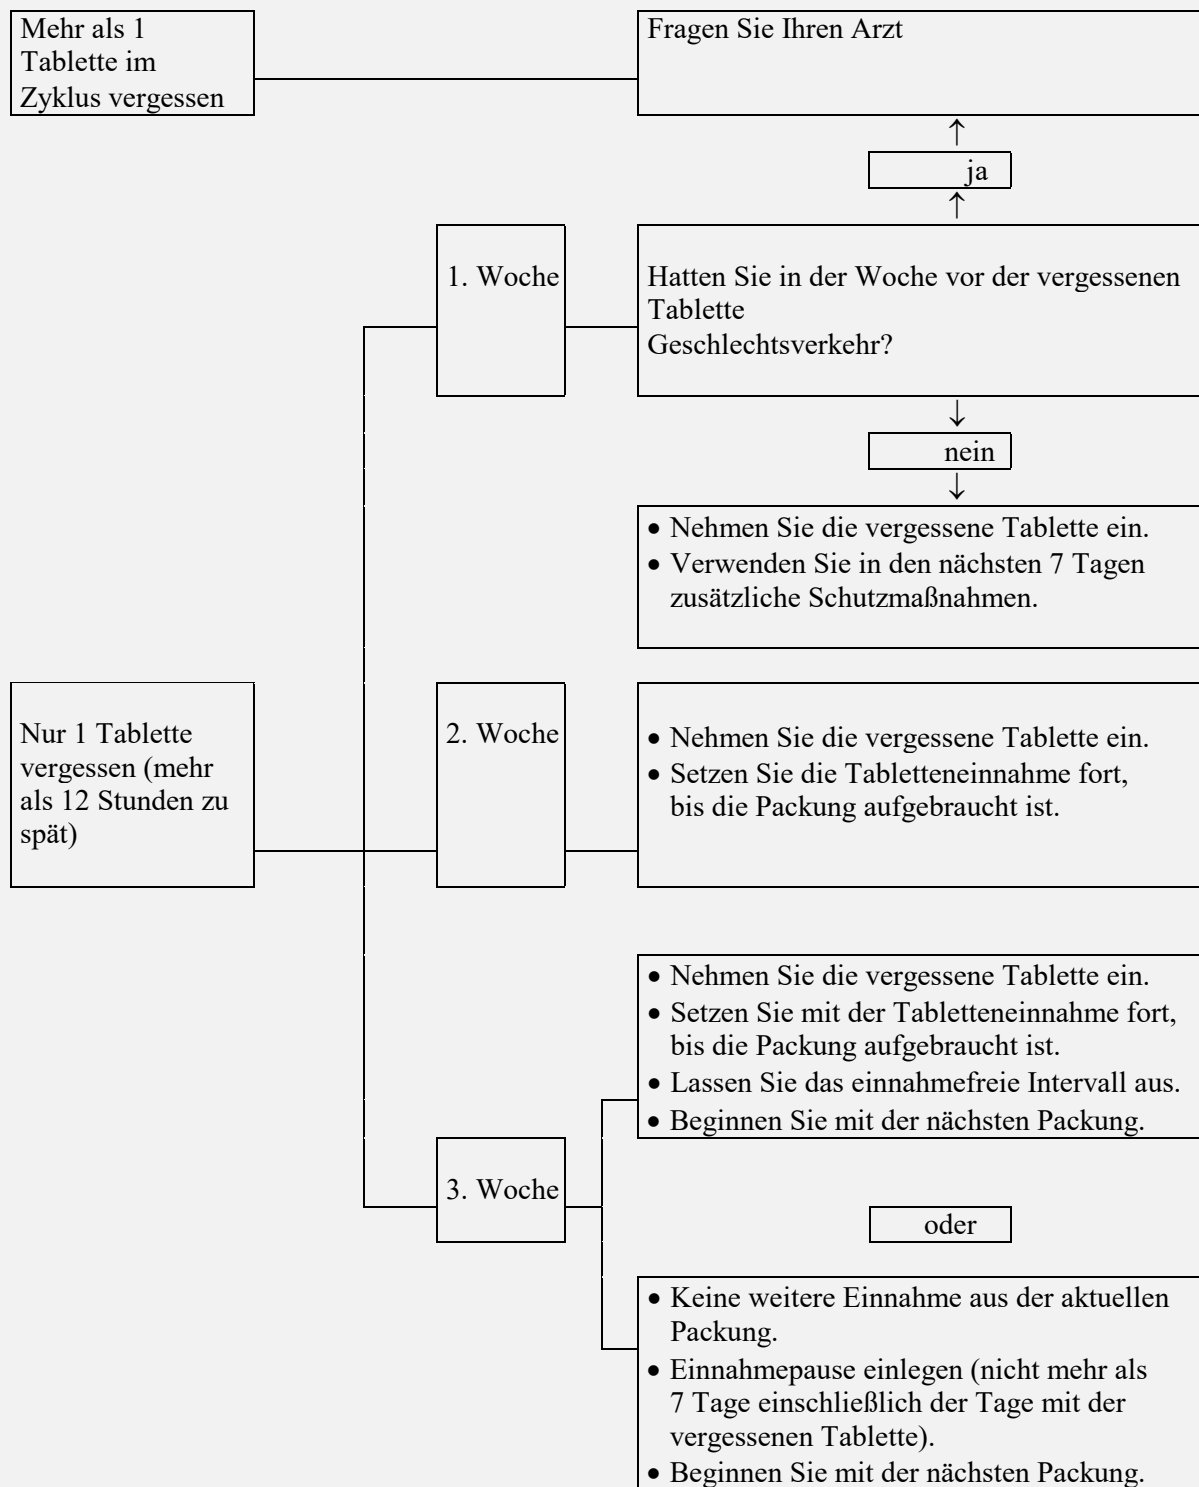 Mehr als 1
Tablette im
Zyklus vergessen
Fragen Sie Ihren Arzt
↑
ja
↑
1. Woche
Hatten Sie in der Woche vor der vergessenen
Tablette
Geschlechtsverkehr?
↓
nein
↓
• Nehmen Sie die vergessene Tablette ein.
• Verwenden Sie in den nächsten 7 Tagen
zusätzliche Schutzmaßnahmen.
Nur 1 Tablette
vergessen (mehr
als 12 Stunden zu
spät)
2. Woche
• Nehmen Sie die vergessene Tablette ein.
• Setzen Sie die Tabletteneinnahme fort,
bis die Packung aufgebraucht ist.
• Nehmen Sie die vergessene Tablette ein.
• Setzen Sie mit der Tabletteneinnahme fort,
bis die Packung aufgebraucht ist.
• Lassen Sie das einnahmefreie Intervall aus.
• Beginnen Sie mit der nächsten Packung.
3. Woche
oder
• Keine weitere Einnahme aus der aktuellen
Packung.
• Einnahmepause einlegen (nicht mehr als
7 Tage einschließlich der Tage mit der
vergessenen Tablette).
• Beginnen Sie mit der nächsten Packung.